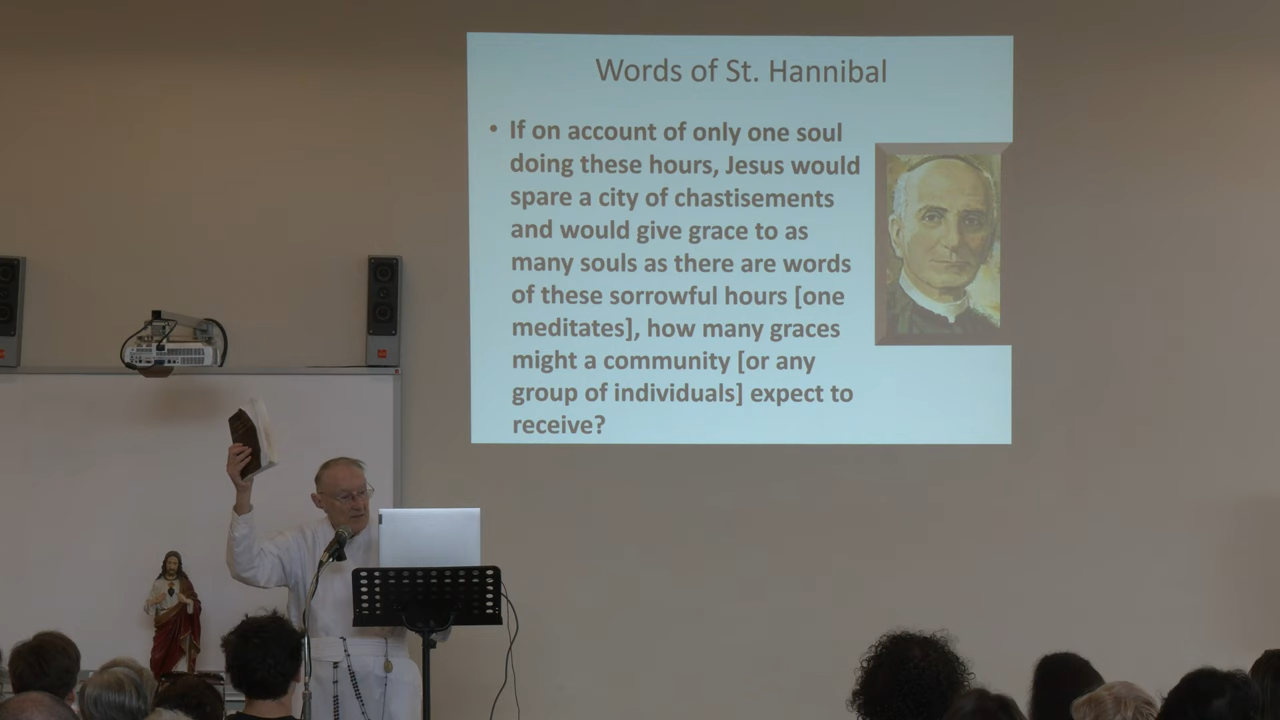 Words of St. Hannibal
• If on account of only one soul
doing these hours, Jesus would
spare a city of chastisements
and would give grace to as
many souls as there are words
of these sorrowful hours [one
meditates], how many graces
might a community [or any
group of individuals] expect to
receive?